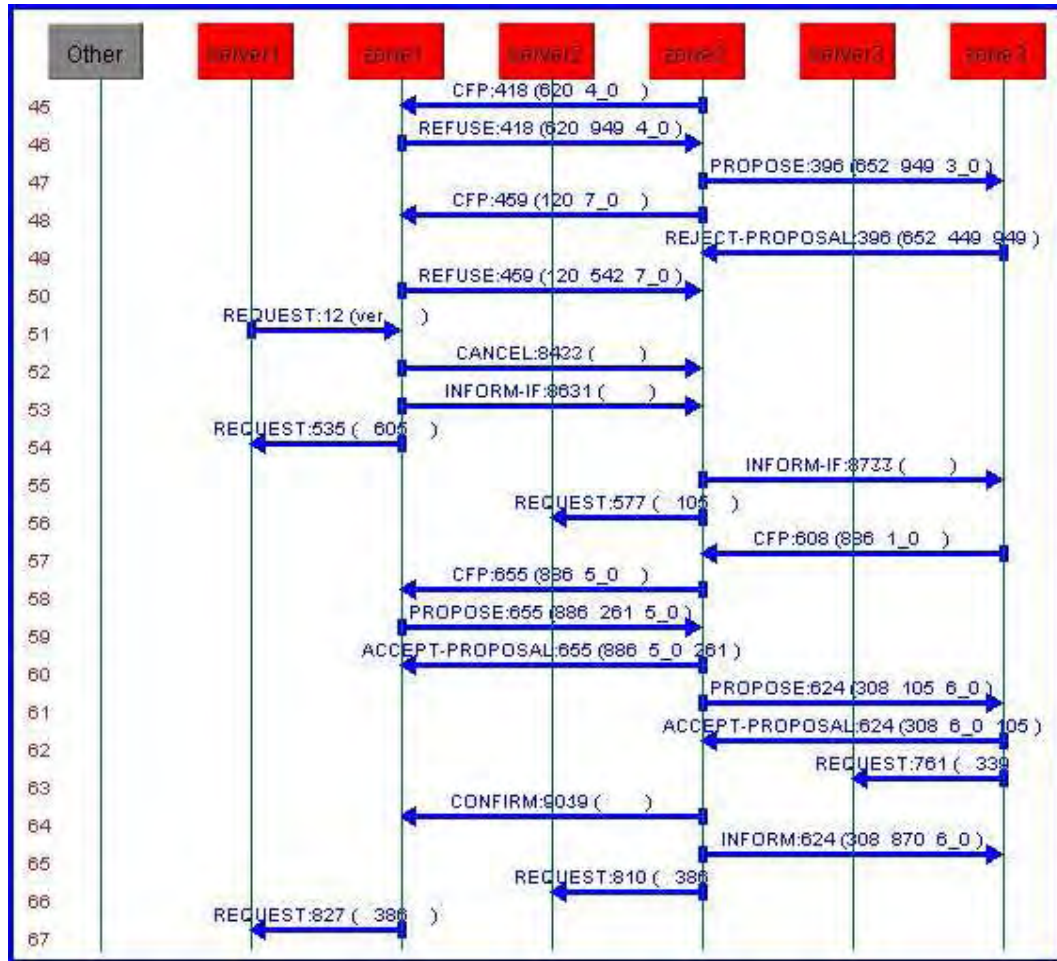 Other server1 zone1 server2 zone2 server3 zone3
CFP:418 (620 4_0 )
45
REFUSE:418 (620 949 4_0 )
46
PROPOSE:396 (652 949 3_0 )
47
CFP:459 (120 7_0 )
48
REJECT-PROPOSAL:396 (652 449 949 )
49
REFUSE:459 (120 542 7_0 )
50
REQUEST:12 (ver )
51
CANCEL:8422 ( )
52
INFORM-IF:8631 ( )
53
REQUEST:535 ( 605 )
54
INFORM-IF:8733 ( )
55
REQUEST:577 ( 105 )
56
CFP:608 (886 1_0 )
57
CFP:655 (886 5_0 )
58
PROPOSE:655 (886 261 5_0 )
59
ACCEPT-PROPOSAL:655 (886 5_0 261 )
60
PROPOSE:624 (308 105 6_0 )
61
ACCEPT-PROPOSAL:624 (308 6_0 105 )
62
REQUEST:761 ( 339
63
CONFIRM:9039 ( )
64
INFORM:624 (308 870 6_0 )
65
REQUEST:810 ( 386
66
REQUEST:827 ( 386 )
67